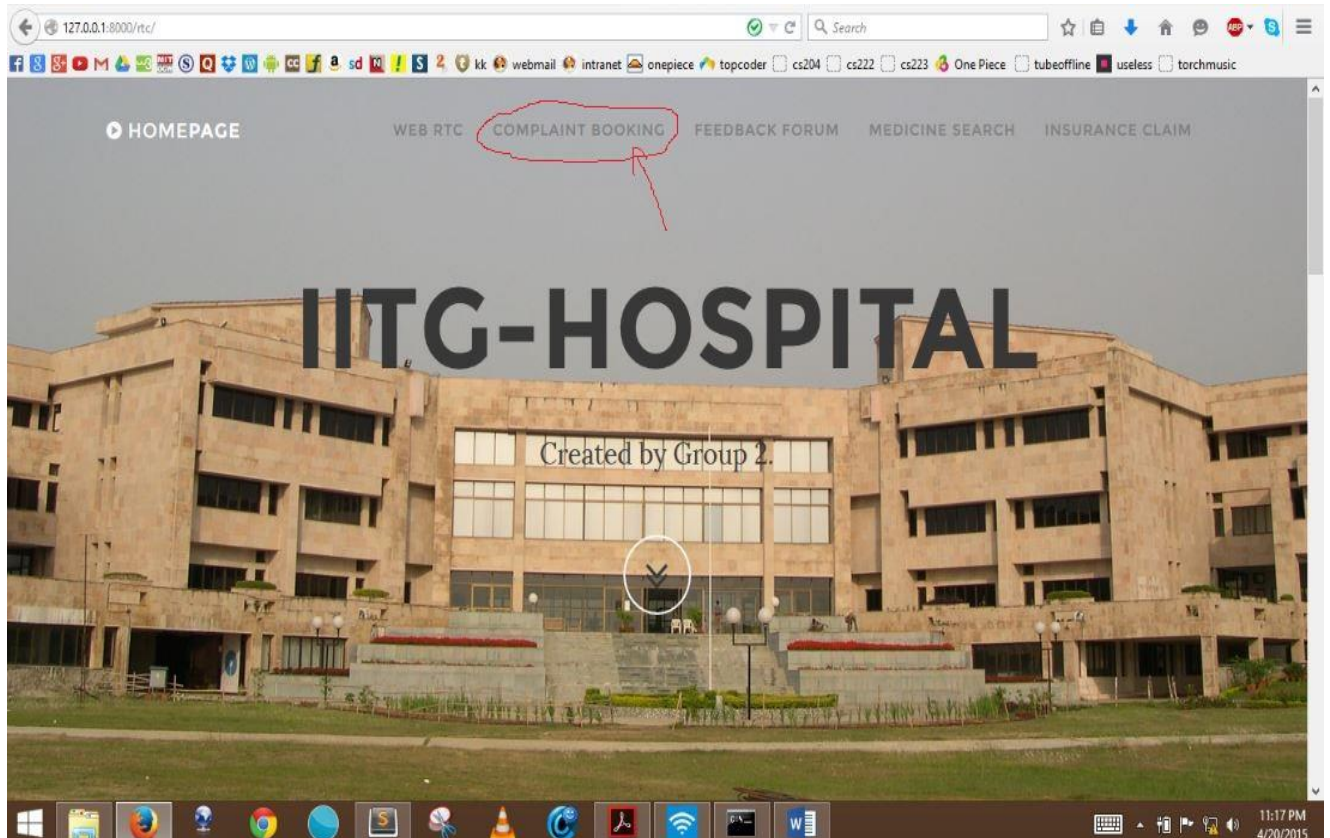 127.0.0.1:8000/rtc/
Search
ABP
kk webmail intranet onepiece topcoder cs204 cs222 cs223 One Piece tubeoffline useless torchmusic
HOMEPAGE WEB RTC COMPLAINT BOOKING FEEDBACK FORUM MEDICINE SEARCH INSURANCE CLAIM
IITG-HOSPITAL
Created by Group 2.
11:17 PM
4/20/2015